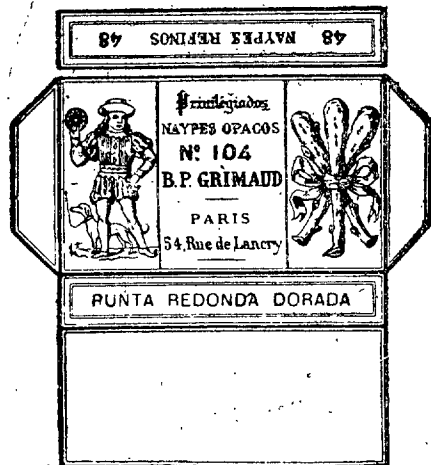 48 NAYPES REFINOS 48
Privilegiados
NAYPES OPACOS
Nº 104
B.P. GRIMAUD
PARIS
54, Rue de Lancry
PUNTA REDONDA DORADA